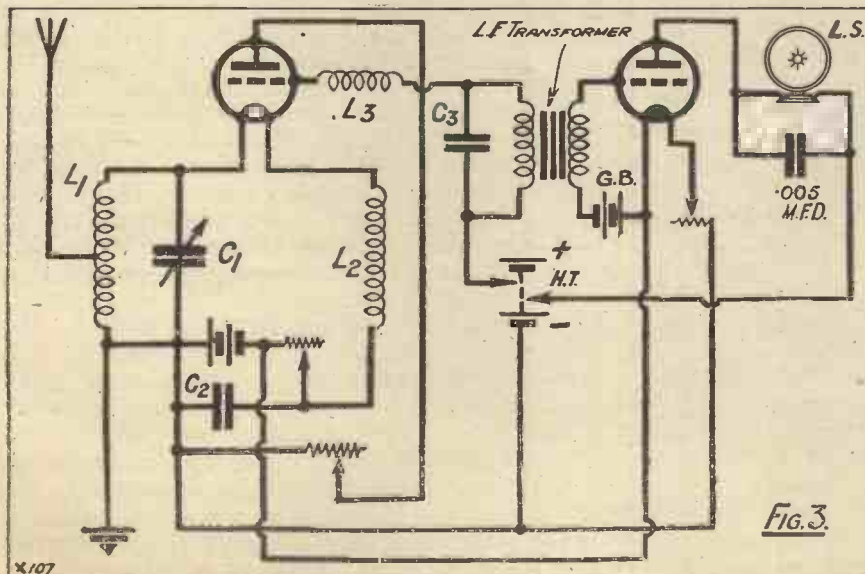 L.F. TRANSFORMER
L.S.
L3
C3
L1
C1
L2
G.B.
.005
M.F.D.
+
H.T.
−
C2
FIG. 3.
X107